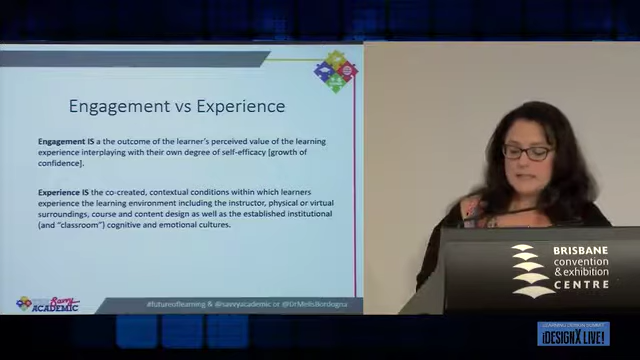 Engagement vs Experience
Engagement IS a the outcome of the learner's perceived value of the learning
experience interplaying with their own degree of self-efficacy [growth of
confidence].
Experience IS the co-created, contextual conditions within which learners
experience the learning environment including the instructor, physical or virtual
surroundings, course and content design as well as the established institutional
(and "classroom") cognitive and emotional cultures.
ACADEMIC
#futureoflearning & @savvyacademic or @DrMelisBordogna
BRISBANE
convention
& exhibition
CENTRE
LEARNING DESIGN SUMMIT
iDESIGNX LIVE!